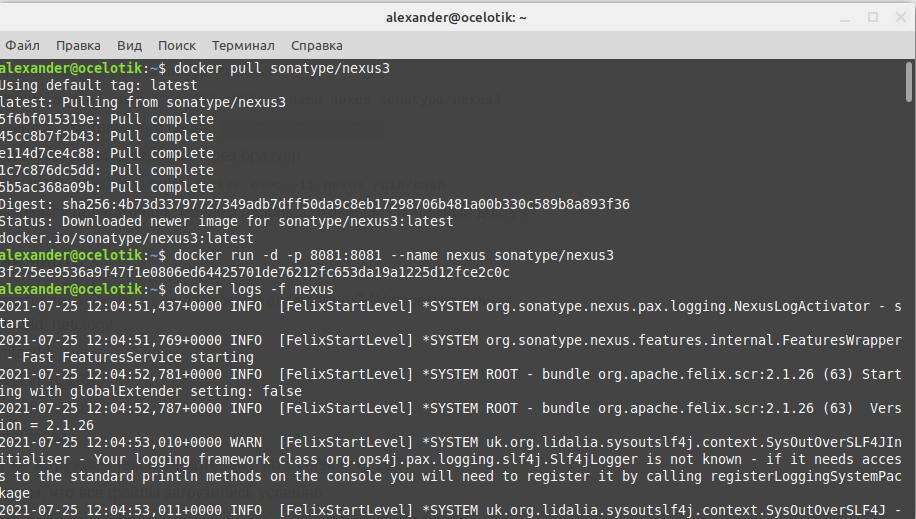 alexander@ocelotik: ~
Файл Правка Вид Поиск Терминал Справка
alexander@ocelotik:~$ docker pull sonatype/nexus3
Using default tag: latest
latest: Pulling from sonatype/nexus3
5f6bf015319e: Pull complete
45cc8b7f2b43: Pull complete
e114d7ce4c88: Pull complete
1c7c876dc5dd: Pull complete
5b5ac368a09b: Pull complete
Digest: sha256:4b73d33797727349adb7dff50da9c8eb17298706b481a00b330c589b8a893f36
Status: Downloaded newer image for sonatype/nexus3:latest
docker.io/sonatype/nexus3:latest
alexander@ocelotik:~$ docker run -d -p 8081:8081 --name nexus sonatype/nexus3
3f275ee9536a9f47f1e0806ed64425701de76212fc653da19a1225d12fce2c0c
alexander@ocelotik:~$ docker logs -f nexus
2021-07-25 12:04:51,437+0000 INFO  [FelixStartLevel] *SYSTEM org.sonatype.nexus.pax.logging.NexusLogActivator - s
tart
2021-07-25 12:04:51,769+0000 INFO  [FelixStartLevel] *SYSTEM org.sonatype.nexus.features.internal.FeaturesWrapper
 - Fast FeaturesService starting
2021-07-25 12:04:52,781+0000 INFO  [FelixStartLevel] *SYSTEM ROOT - bundle org.apache.felix.scr:2.1.26 (63) Start
ing with globalExtender setting: false
2021-07-25 12:04:52,787+0000 INFO  [FelixStartLevel] *SYSTEM ROOT - bundle org.apache.felix.scr:2.1.26 (63)  Vers
ion = 2.1.26
2021-07-25 12:04:53,010+0000 WARN  [FelixStartLevel] *SYSTEM uk.org.lidalia.sysoutslf4j.context.SysOutOverSLF4JIn
itialiser - Your logging framework class org.ops4j.pax.logging.slf4j.Slf4jLogger is not known - if it needs acces
s to the standard println methods on the console you will need to register it by calling registerLoggingSystemPac
kage
2021-07-25 12:04:53,011+0000 INFO  [FelixStartLevel] *SYSTEM uk.org.lidalia.sysoutslf4j.context.SysOutOverSLF4J -